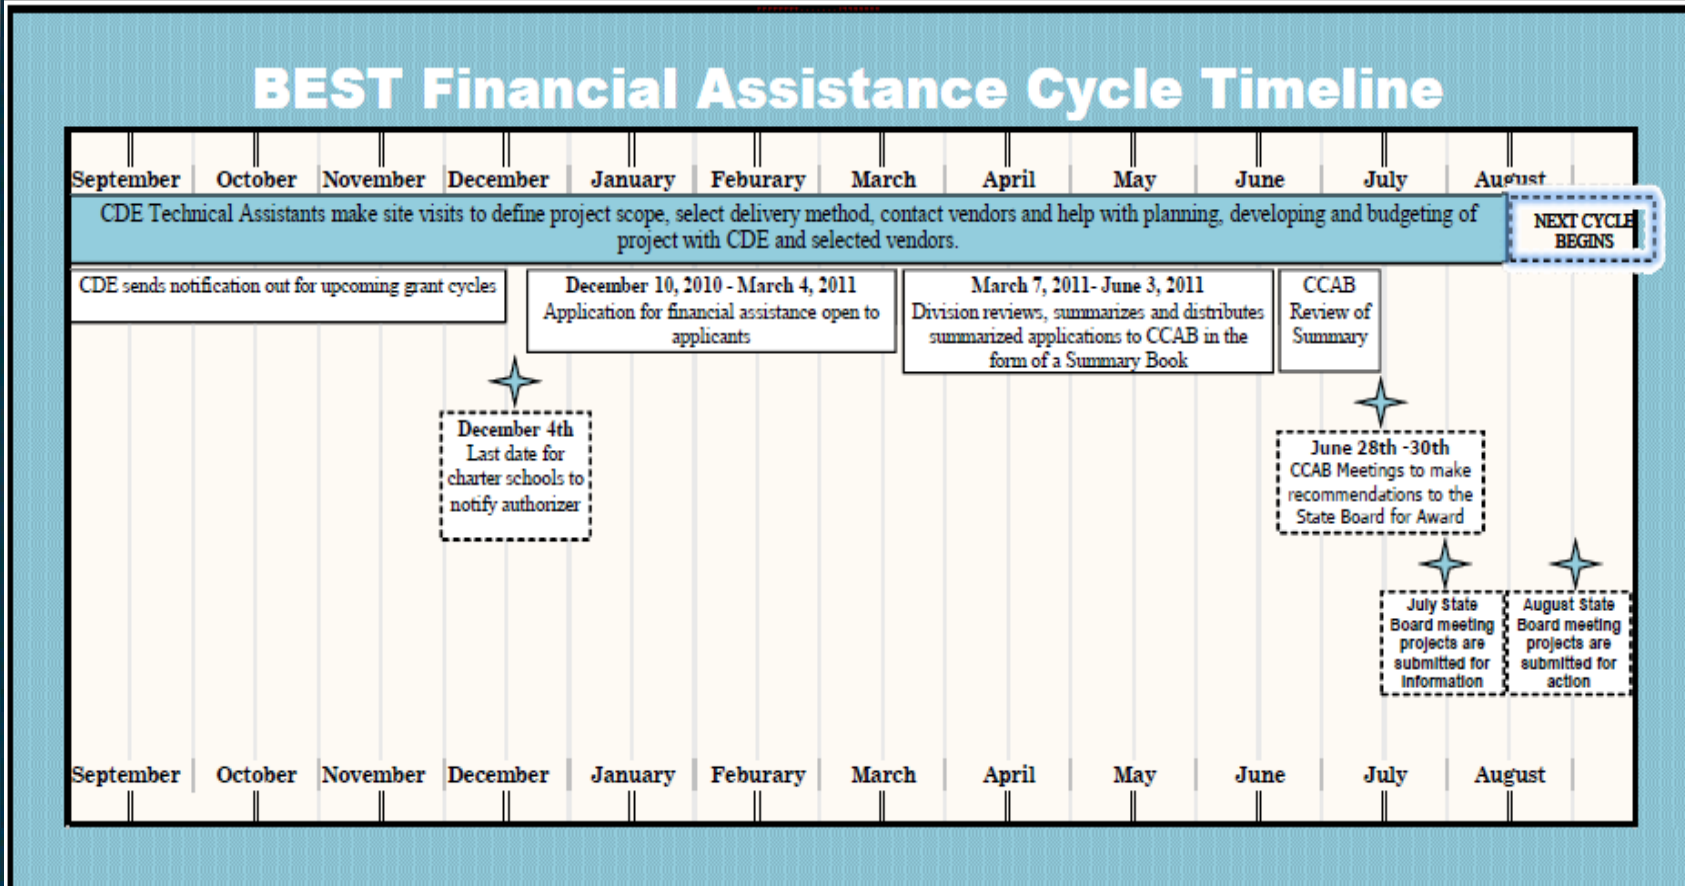 BEST Financial Assistance Cycle Timeline
September October November December January Feburary March April May June July August
CDE Technical Assistants make site visits to define project scope, select delivery method, contact vendors and help with planning, developing and budgeting of
project with CDE and selected vendors.
NEXT CYCLE
BEGINS
CDE sends notification out for upcoming grant cycles
December 10, 2010 - March 4, 2011
Application for financial assistance open to
applicants
March 7, 2011- June 3, 2011
Division reviews, summarizes and distributes
summarized applications to CCAB in the
form of a Summary Book
CCAB
Review of
Summary
December 4th
Last date for
charter schools to
notify authorizer
June 28th -30th
CCAB Meetings to make
recommendations to the
State Board for Award
July State
Board meeting
projects are
submitted for
information
August State
Board meeting
projects are
submitted for
action
September October November December January Feburary March April May June July August